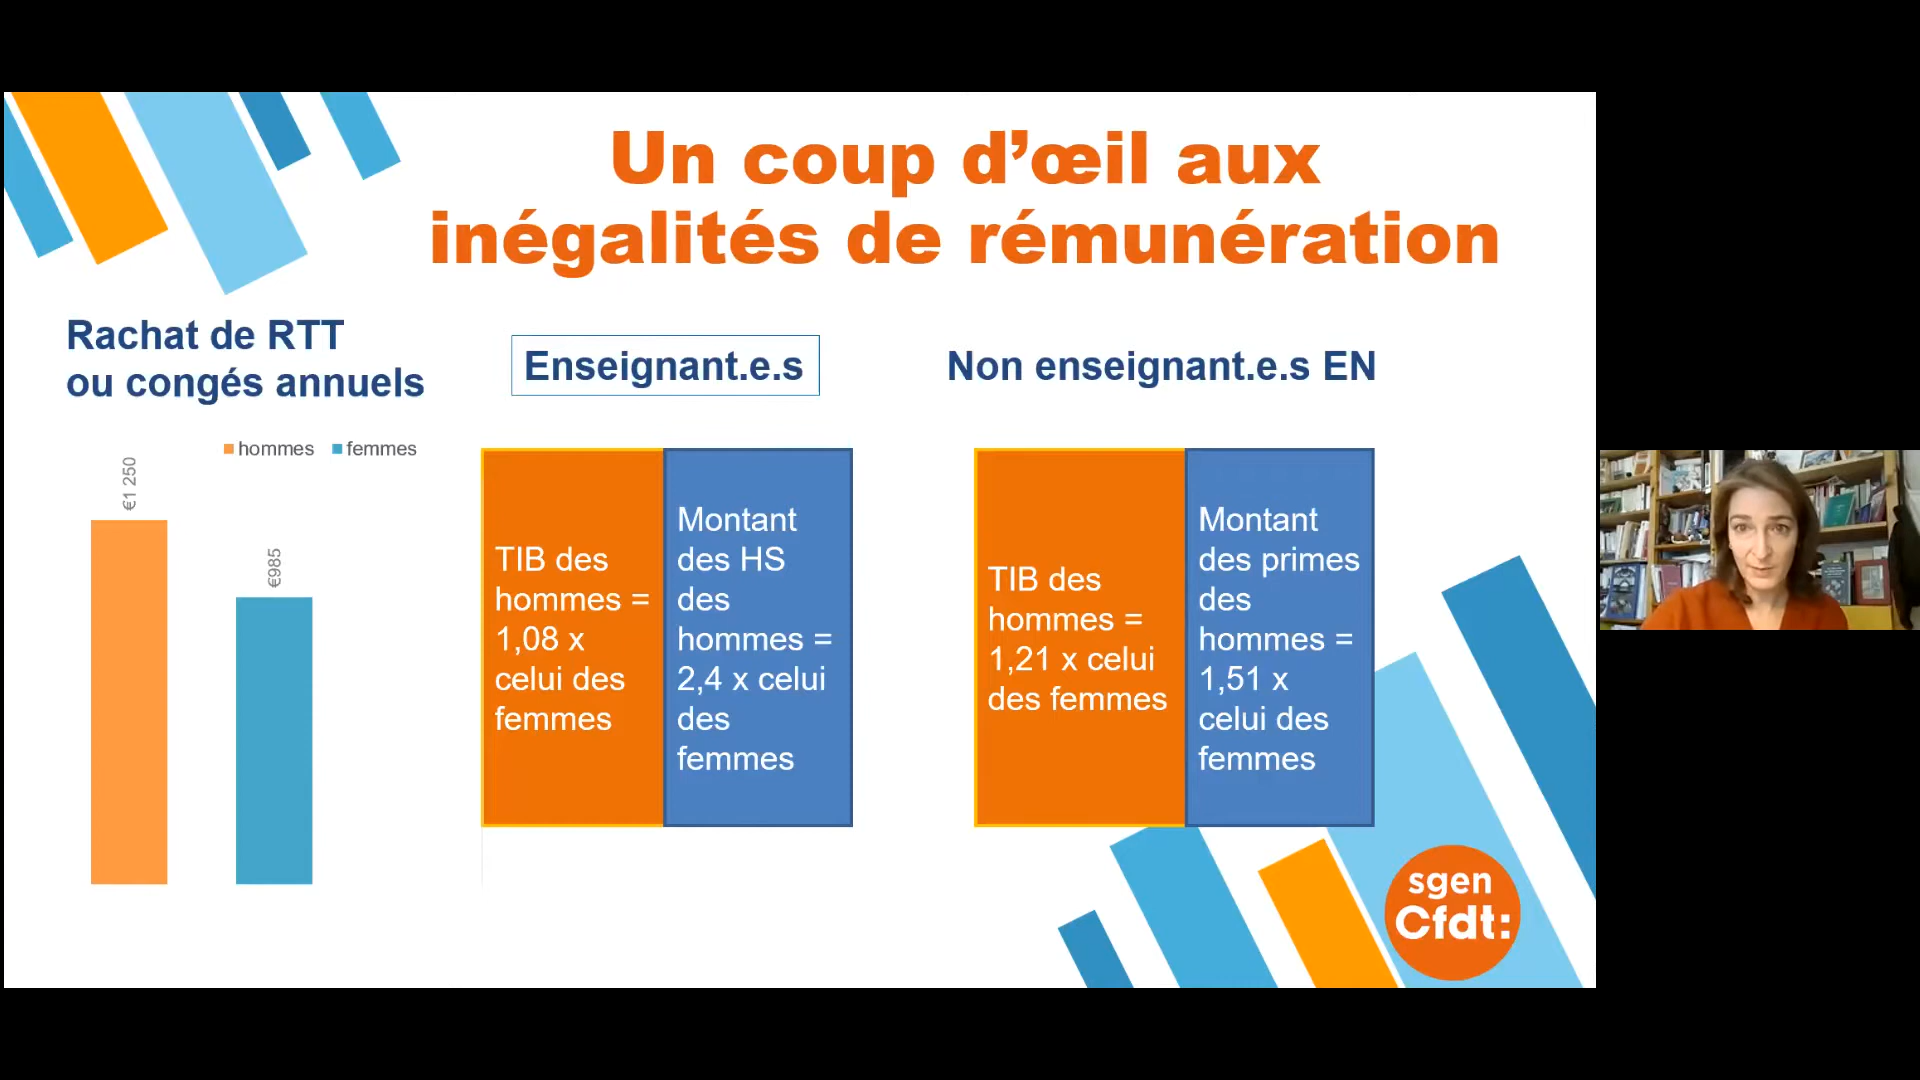 Un coup d’œil aux
inégalités de rémunération
Rachat de RTT
ou congés annuels
hommes femmes
€1 250
€985
Enseignant.e.s
TIB des
hommes =
1,08 x
celui des
femmes
Montant
des HS
des
hommes =
2,4 x celui
des
femmes
Non enseignant.e.s EN
TIB des
hommes =
1,21 x celui
des femmes
Montant
des primes
des
hommes =
1,51 x
celui des
femmes
sgen
Cfdt: